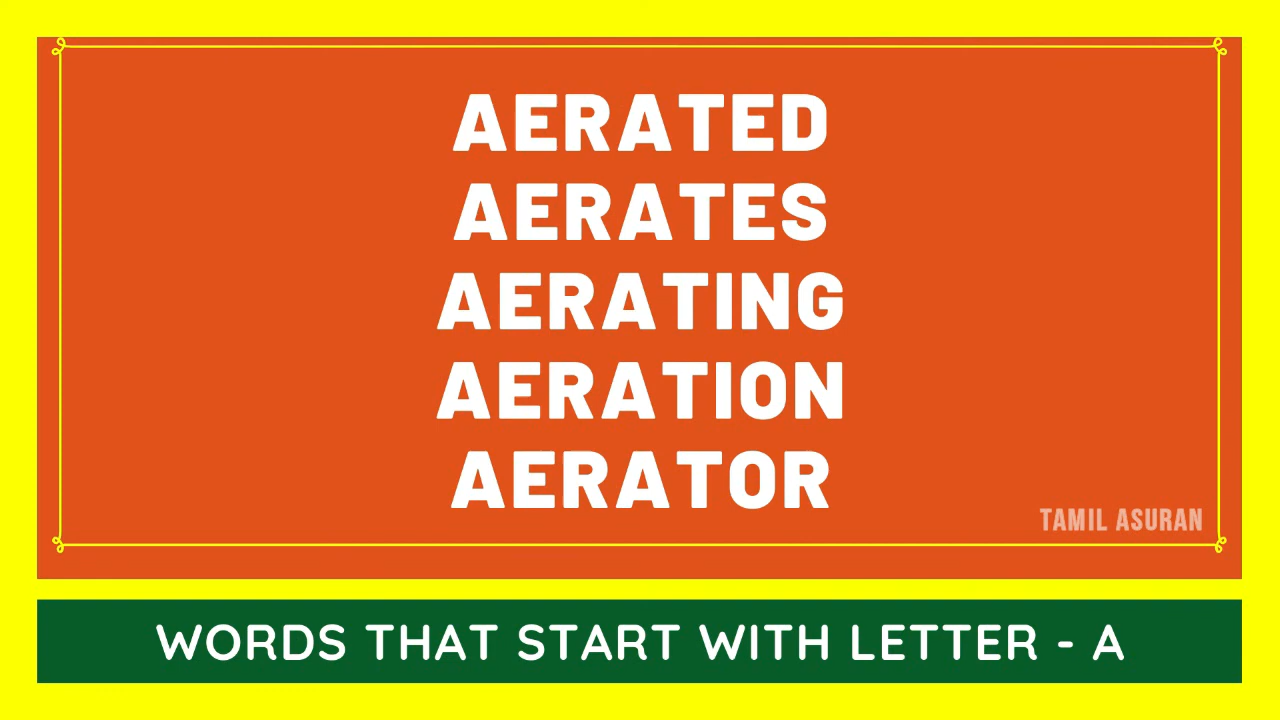 AERATED
AERATES
AERATING
AERATION
AERATOR
TAMIL ASURAN
WORDS THAT START WITH LETTER - A